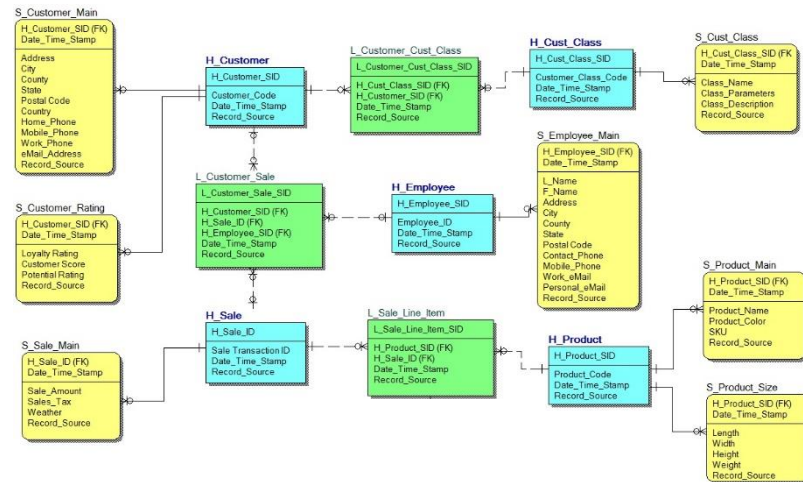 S_Customer_Main
H_Customer_SID (FK)
Date_Time_Stamp
Address
City
County
State
Postal Code
Country
Home_Phone
Mobile_Phone
Work_Phone
eMail_Address
Record_Source
H_Customer
H_Customer_SID
Customer_Code
Date_Time_Stamp
Record_Source
L_Customer_Cust_Class
L_Customer_Cust_Class_SID
H_Cust_Class_SID (FK)
H_Customer_SID (FK)
Date_Time_Stamp
Record_Source
H_Cust_Class
H_Cust_Class_SID
Customer_Class_Code
Date_Time_Stamp
Record_Source
S_Cust_Class
H_Cust_Class_SID (FK
Date_Time_Stamp
Class_Name
Class_Parameters
Class_Description
Record_Source
S_Customer_Rating
H_Customer_SID (FK)
Date_Time_Stamp
Loyalty Rating
Customer Score
Potential Rating
Record_Source
L_Customer_Sale
L_Customer_Sale_SID
H_Customer_SID (FK)
H_Sale_ID (FK)
H_Employee_SID (FK)
Date_Time_Stamp
Record_Source
H_Employee
H_Employee_SID
Employee_ID
Date_Time_Stamp
Record_Source
S_Employee_Main
H_Employee_SID (FK)
Date_Time_Stamp
L_Name
F_Name
Address
City
County
State
Postal Code
Contact_Phone
Mobile_Phone
Work_eMail
Personal_eMail
Record_Source
S_Sale_Main
H_Sale_ID (FK)
Date_Time_Stamp
Sale_Amount
Sales_Tax
Weather
Record_Source
H_Sale
H_Sale_ID
Sale Transaction ID
Date_Time_Stamp
Record_Source
L_Sale_Line_Item
L_Sale_Line_Item_SID
H_Product_SID (FK)
H_Sale_ID (FK)
Date_Time_Stamp
Record_Source
H_Product
H_Product_SID
Product_Code
Date_Time_Stamp
Record_Source
S_Product_Main
H_Product_SID (FK)
Date_Time_Stamp
Product_Name
Product_Color
SKU
Record_Source
S_Product_Size
H_Product_SID (FK)
Date_Time_Stamp
Length
Width
Height
Weight
Record_Source